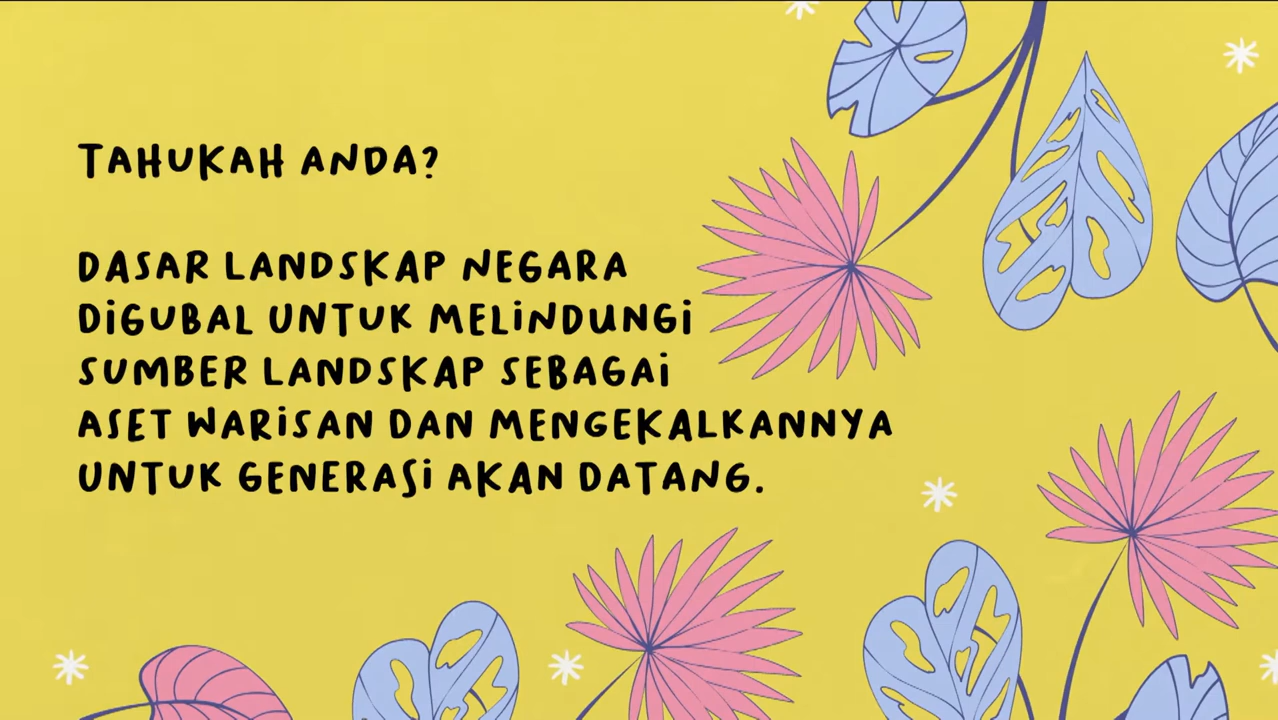 TAHUKAH ANDA?
DASAR LANDSKAP NEGARA
DiGUBAL UNTUK MELiNDUNGi
SUMBER LANDSKAP SEBAGAi
ASET WARiSAN DAN MENGEKALKANNYA
UNTUK GENERASi AKAN DATANG.